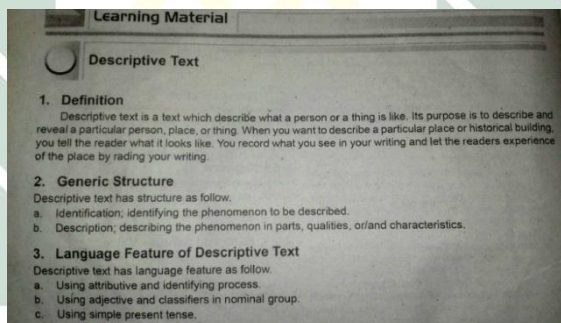 Learning Material
Descriptive Text
1. Definition
Descriptive text is a text which describe what a person or a thing is like. Its purpose is to describe and
reveal a particular person, place, or thing. When you want to describe a particular place or historical building,
you tell the reader what it looks like. You record what you see in your writing and let the readers experience
of the place by rading your writing.
2. Generic Structure
Descriptive text has structure as follow.
a. Identification; identifying the phenomenon to be described.
b. Description; describing the phenomenon in parts, qualities, or/and characteristics.
3. Language Feature of Descriptive Text
Descriptive text has language feature as follow.
a. Using attributive and identifying process.
b. Using adjective and classifiers in nominal group.
c. Using simple present tense.